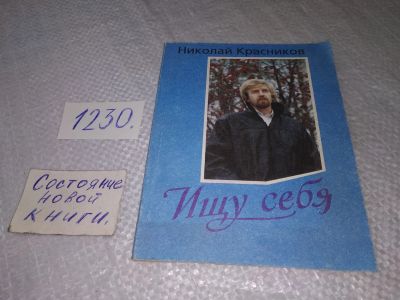 Николай Красников
Ищу себя
1230.
Состояние
новой
книги.